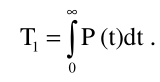 T₁ = ∫₀^∞ P (t)dt .